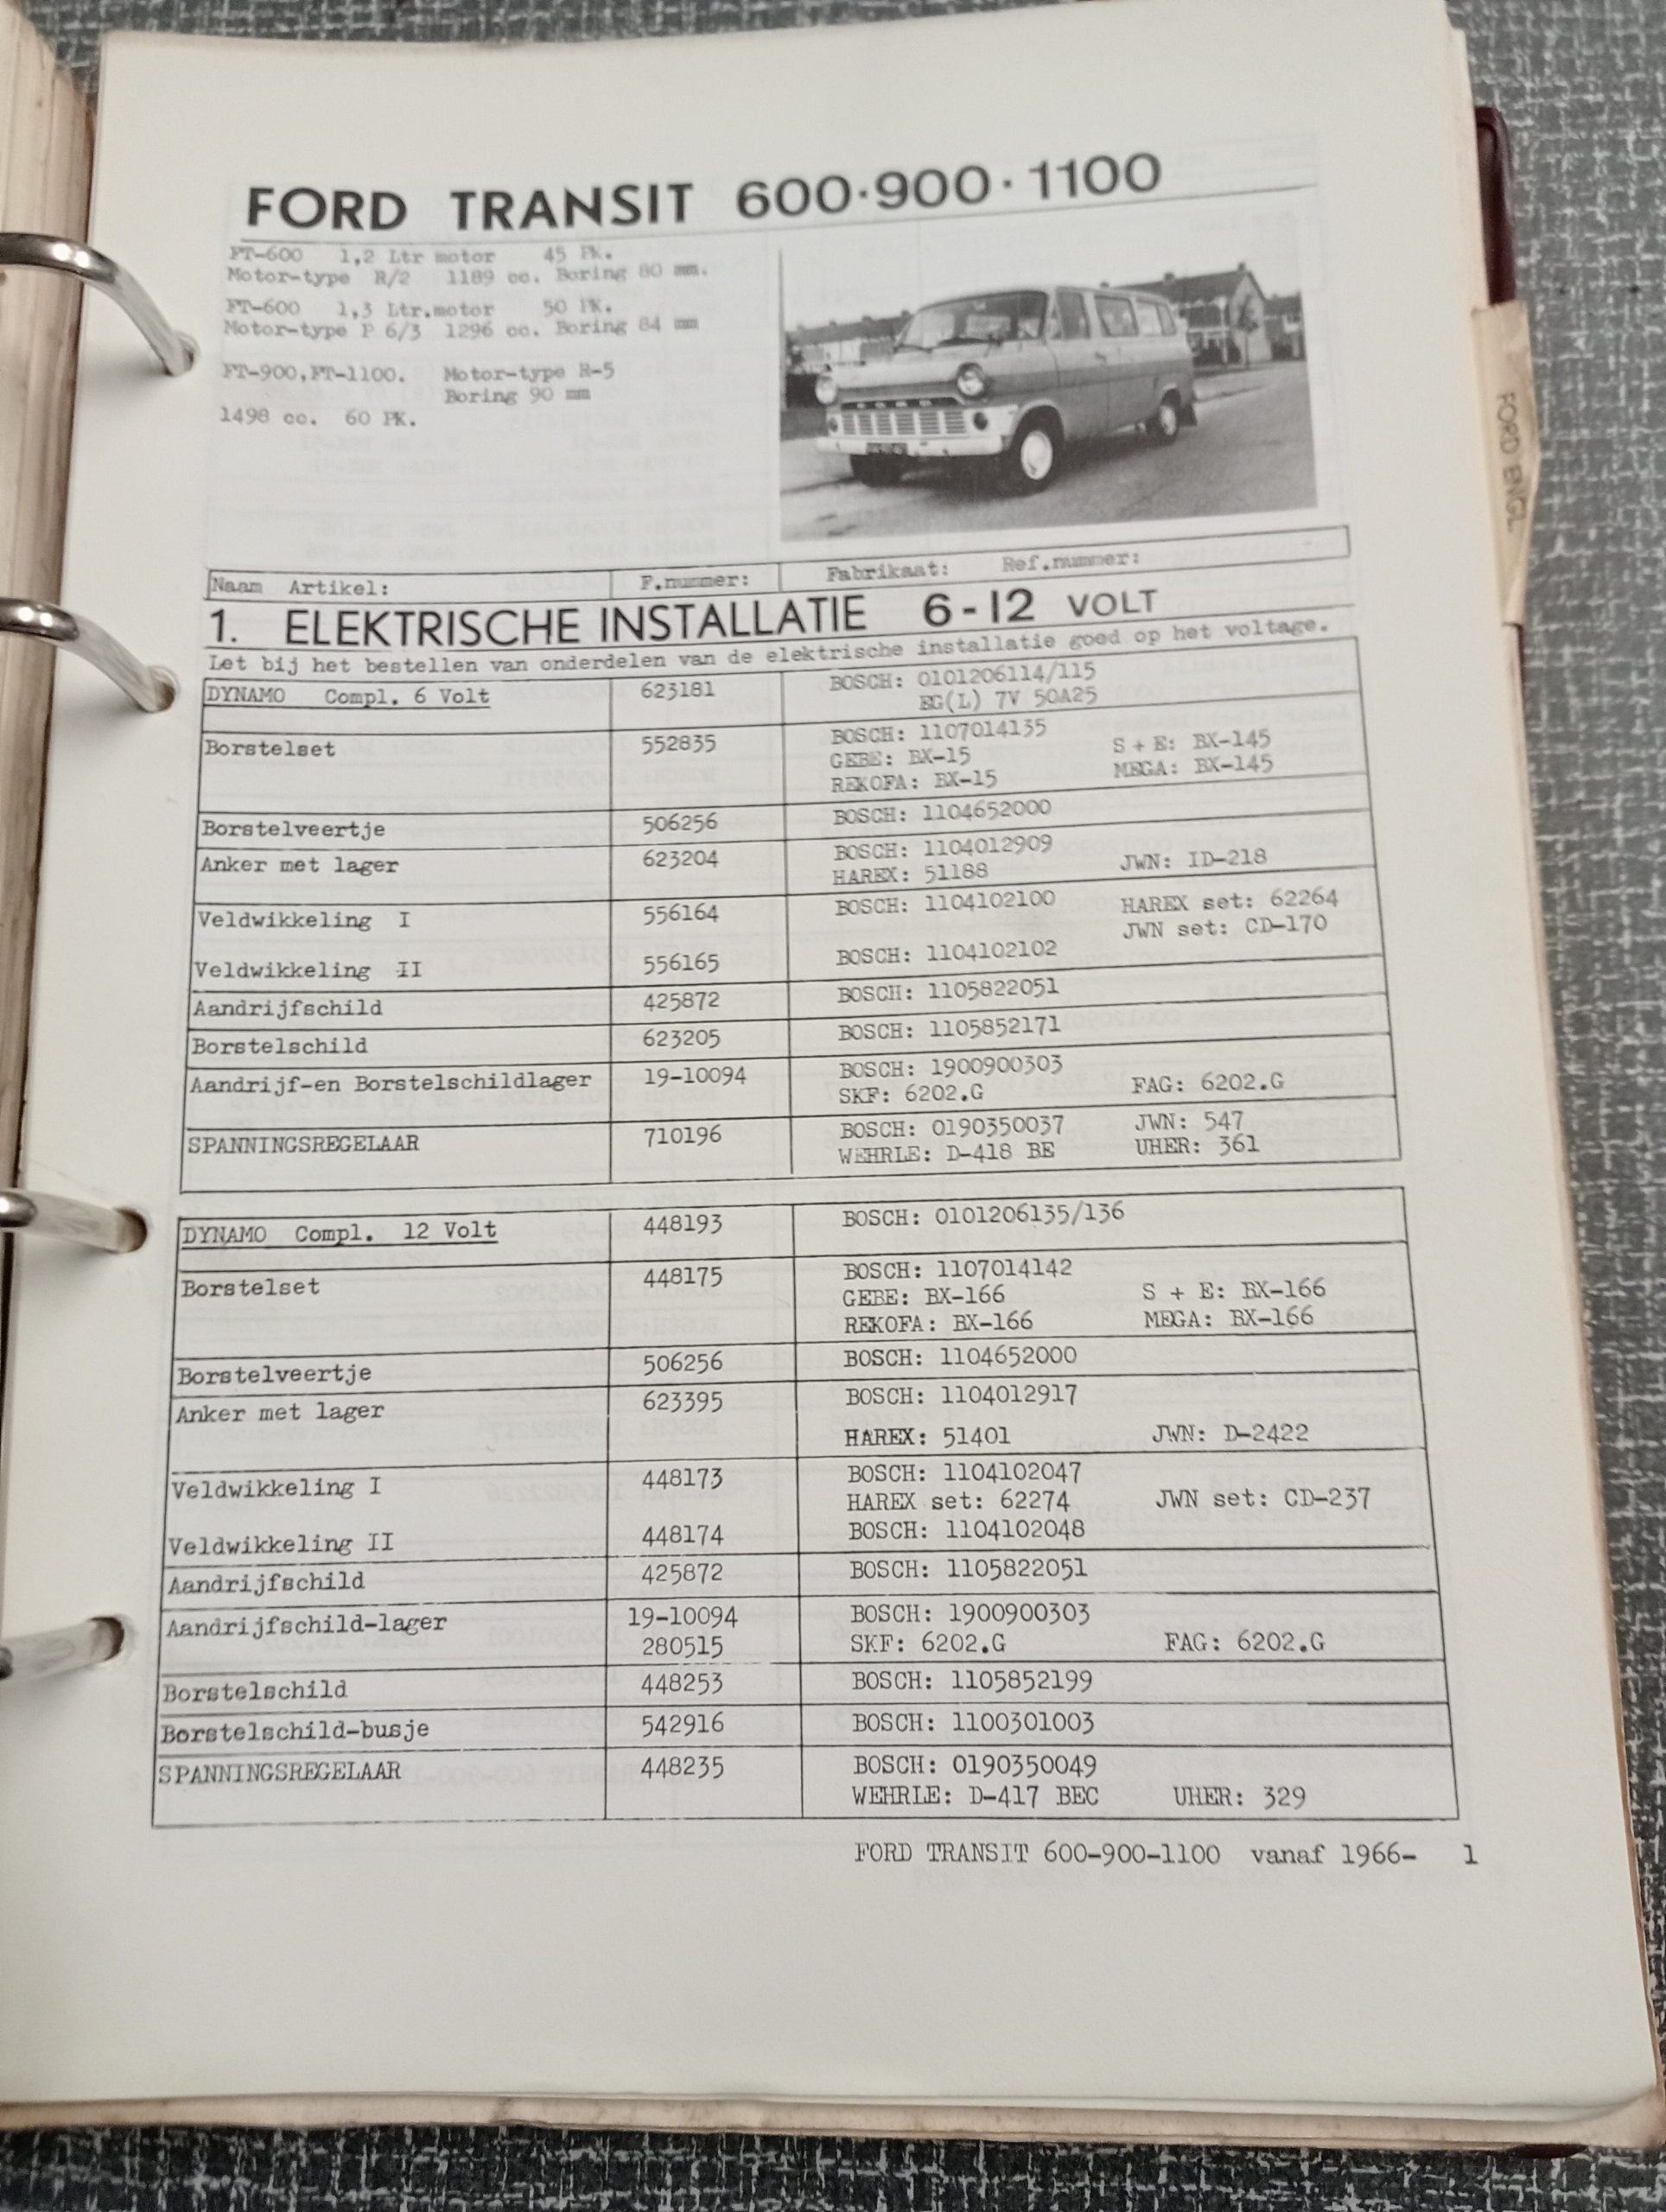 FORD TRANSIT 600·900·1100
FT-600 1,2 Ltr motor 45 PK.
Motor-type R/2 1189 cc. Boring 80 mm.
FT-600 1,3 Ltr.motor 50 PK.
Motor-type P 6/3 1296 cc. Boring 84 mm
FT-900,FT-1100. Motor-type R-5
Boring 90 mm
1498 cc. 60 PK.
FORD
FORD ENGL
Naam Artikel: F.nummer: Fabrikaat: Ref.nummer:
1. ELEKTRISCHE INSTALLATIE 6-12 VOLT
Let bij het bestellen van onderdelen van de elektrische installatie goed op het voltage.
DYNAMO Compl. 6 Volt 623181 BOSCH: 0101206114/115
EG(L) 7V 50A25
Borstelset 552835 BOSCH: 1107014135
GEBE: BX-15 S + E: BX-145
REKOFA: BX-15 MEGA: BX-145
Borstelveertje 506256 BOSCH: 1104652000
Anker met lager 623204 BOSCH: 1104012909
HAREX: 51188 JWN: ID-218
Veldwikkeling I 556164 BOSCH: 1104102100 HAREX set: 62264
JWN set: CD-170
Veldwikkeling II 556165 BOSCH: 1104102102
Aandrijfschild 425872 BOSCH: 1105822051
Borstelschild 623205 BOSCH: 1105852171
Aandrijf-en Borstelschildlager 19-10094 BOSCH: 1900900303
SKF: 6202.G FAG: 6202.G
SPANNINGSREGELAAR 710196 BOSCH: 0190350037 JWN: 547
WEHRLE: D-418 BE UHER: 361
DYNAMO Compl. 12 Volt 448193 BOSCH: 0101206135/136
Borstelset 448175 BOSCH: 1107014142
GEBE: BX-166 S + E: BX-166
REKOFA: BX-166 MEGA: BX-166
Borstelveertje 506256 BOSCH: 1104652000
Anker met lager 623395 BOSCH: 1104012917
HAREX: 51401 JWN: D-2422
Veldwikkeling I 448173 BOSCH: 1104102047
HAREX set: 62274 JWN set: CD-237
Veldwikkeling II 448174 BOSCH: 1104102048
Aandrijfschild 425872 BOSCH: 1105822051
Aandrijfschild-lager 19-10094 BOSCH: 1900900303
280515 SKF: 6202.G FAG: 6202.G
Borstelschild 448253 BOSCH: 1105852199
Borstelschild-busje 542916 BOSCH: 1100301003
SPANNINGSREGELAAR 448235 BOSCH: 0190350049
WEHRLE: D-417 BEC UHER: 329
FORD TRANSIT 600-900-1100 vanaf 1966- 1